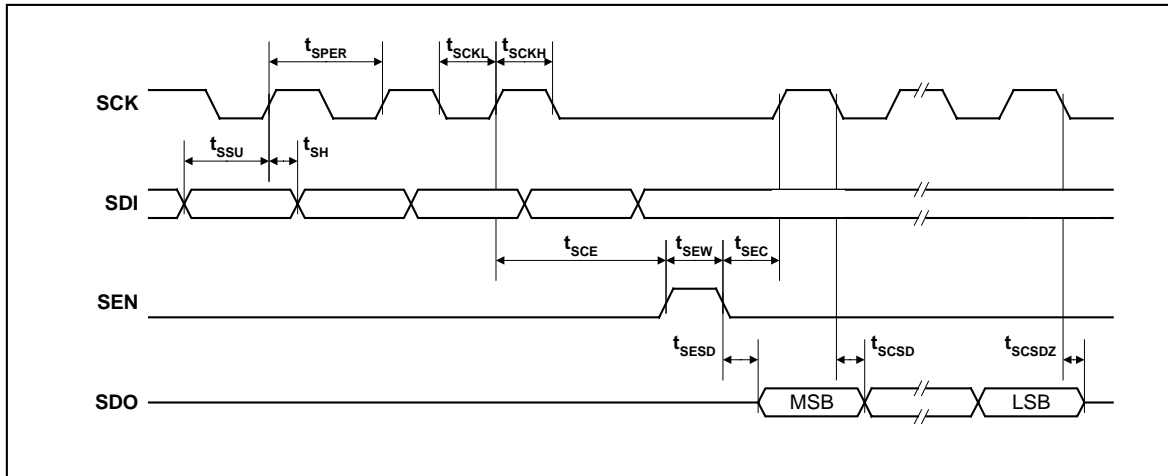 tSPER
tSCKL
tSCKH
SCK
tSSU
tSH
SDI
tSCE
tSEW
tSEC
SEN
tSESD
tSCSD
tSCSDZ
SDO
MSB
LSB